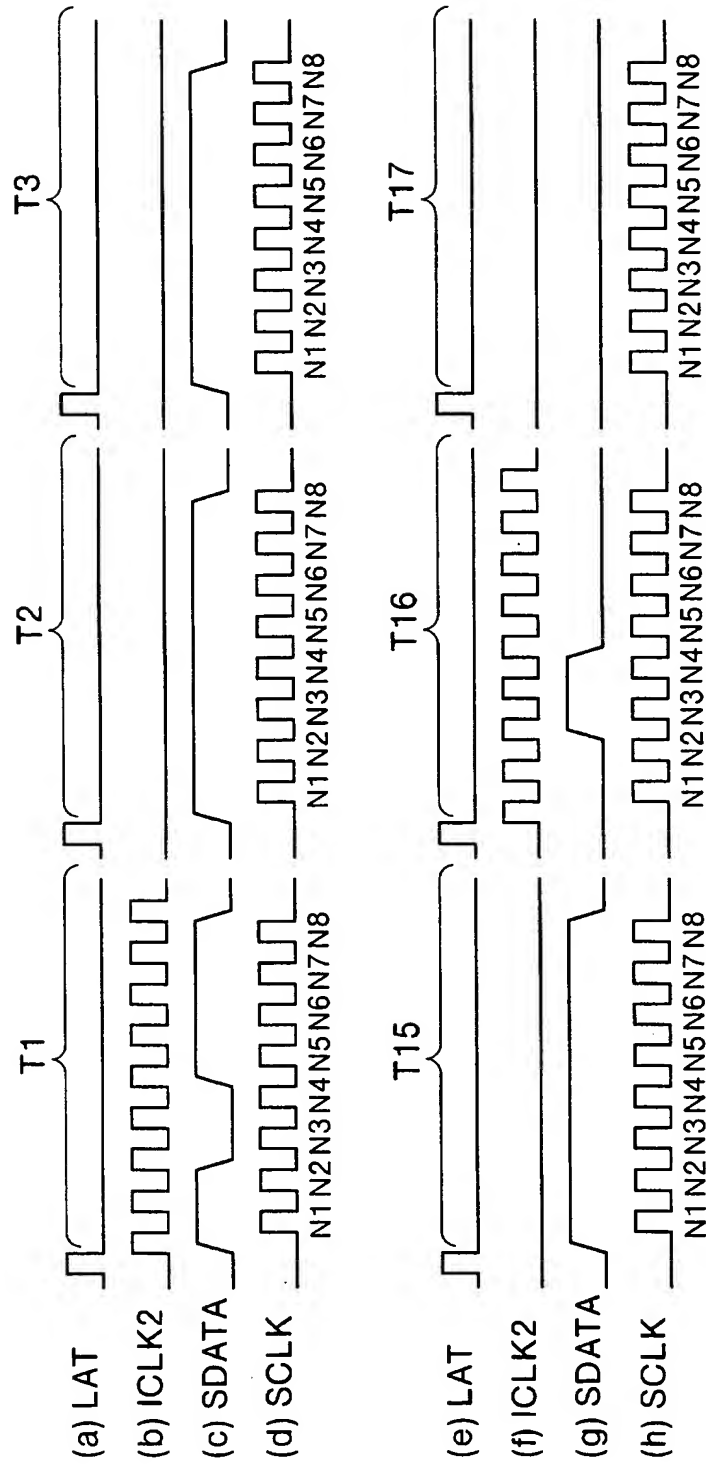 T1
T2
T3
(a) LAT
(b) ICLK2
(c) SDATA
(d) SCLK
N1 N2 N3 N4 N5 N6 N7 N8
N1 N2 N3 N4 N5 N6 N7 N8
N1 N2 N3 N4 N5 N6 N7 N8
T15
T16
T17
(e) LAT
(f) ICLK2
(g) SDATA
(h) SCLK
N1 N2 N3 N4 N5 N6 N7 N8
N1 N2 N3 N4 N5 N6 N7 N8
N1 N2 N3 N4 N5 N6 N7 N8